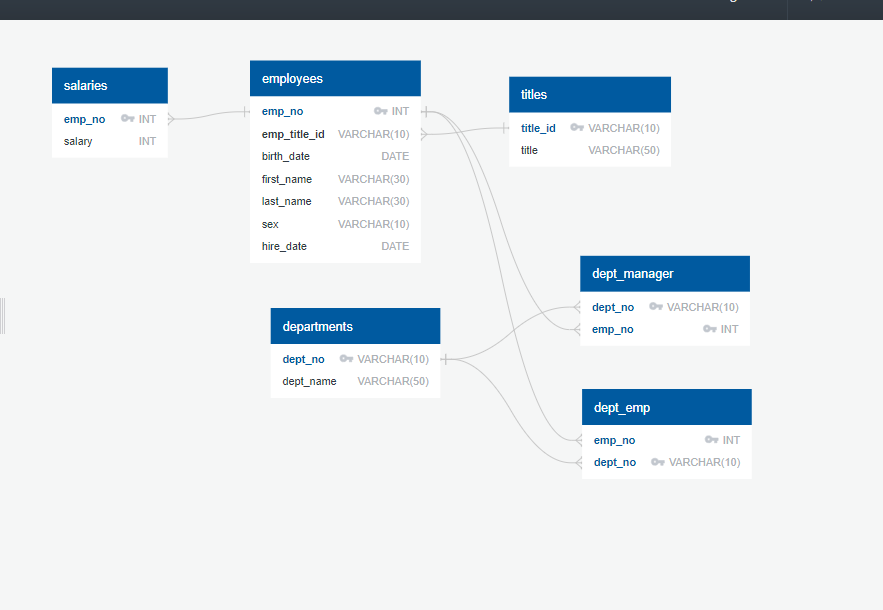 salaries
emp_no INT
salary INT
employees
emp_no INT
emp_title_id VARCHAR(10)
birth_date DATE
first_name VARCHAR(30)
last_name VARCHAR(30)
sex VARCHAR(10)
hire_date DATE
titles
title_id VARCHAR(10)
title VARCHAR(50)
departments
dept_no VARCHAR(10)
dept_name VARCHAR(50)
dept_manager
dept_no VARCHAR(10)
emp_no INT
dept_emp
emp_no INT
dept_no VARCHAR(10)